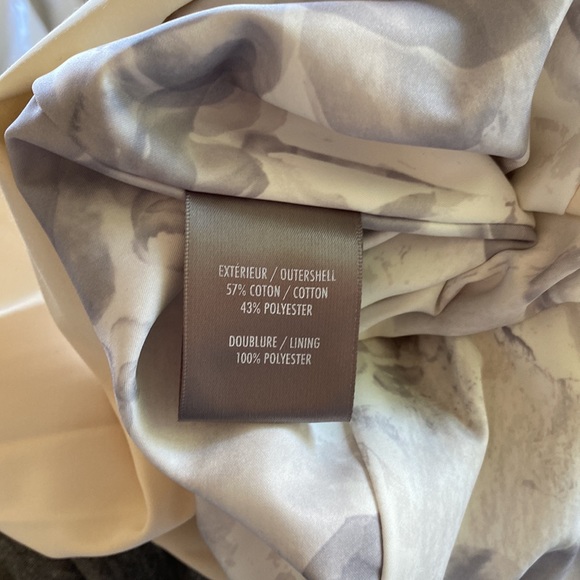 EXTÉRIEUR / OUTERSHELL
57% COTON / COTTON
43% POLYESTER
DOUBLURE / LINING
100% POLYESTER